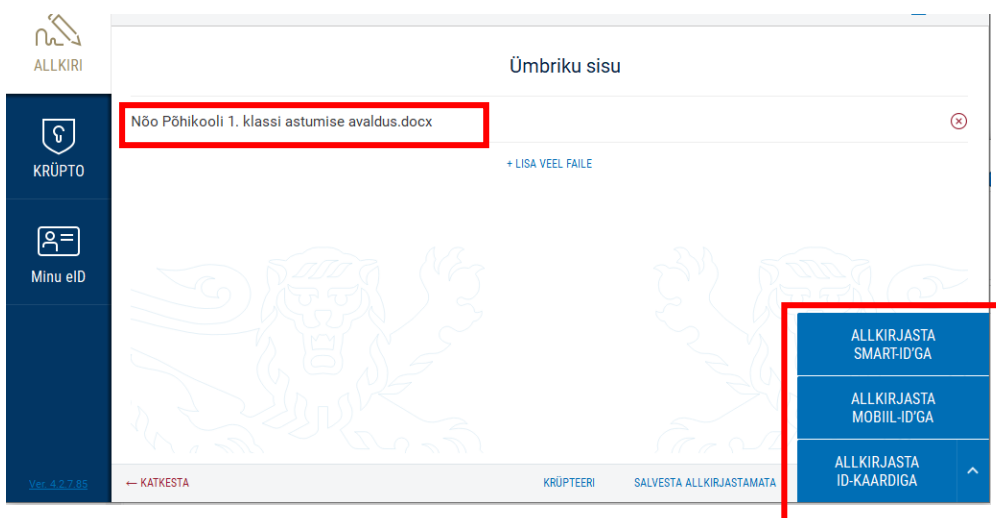 ALLKIRI
KRÜPTO
Minu eID
Ver. 4.2.7.85
Ümbriku sisu
Nõo Põhikooli 1. klassi astumise avaldus.docx
+ LISA VEEL FAILE
ALLKIRJASTA
SMART-ID'GA
ALLKIRJASTA
MOBIIL-ID'GA
ALLKIRJASTA
ID-KAARDIGA
← KATKESTA
KRÜPTEERI
SALVESTA ALLKIRJASTAMATA